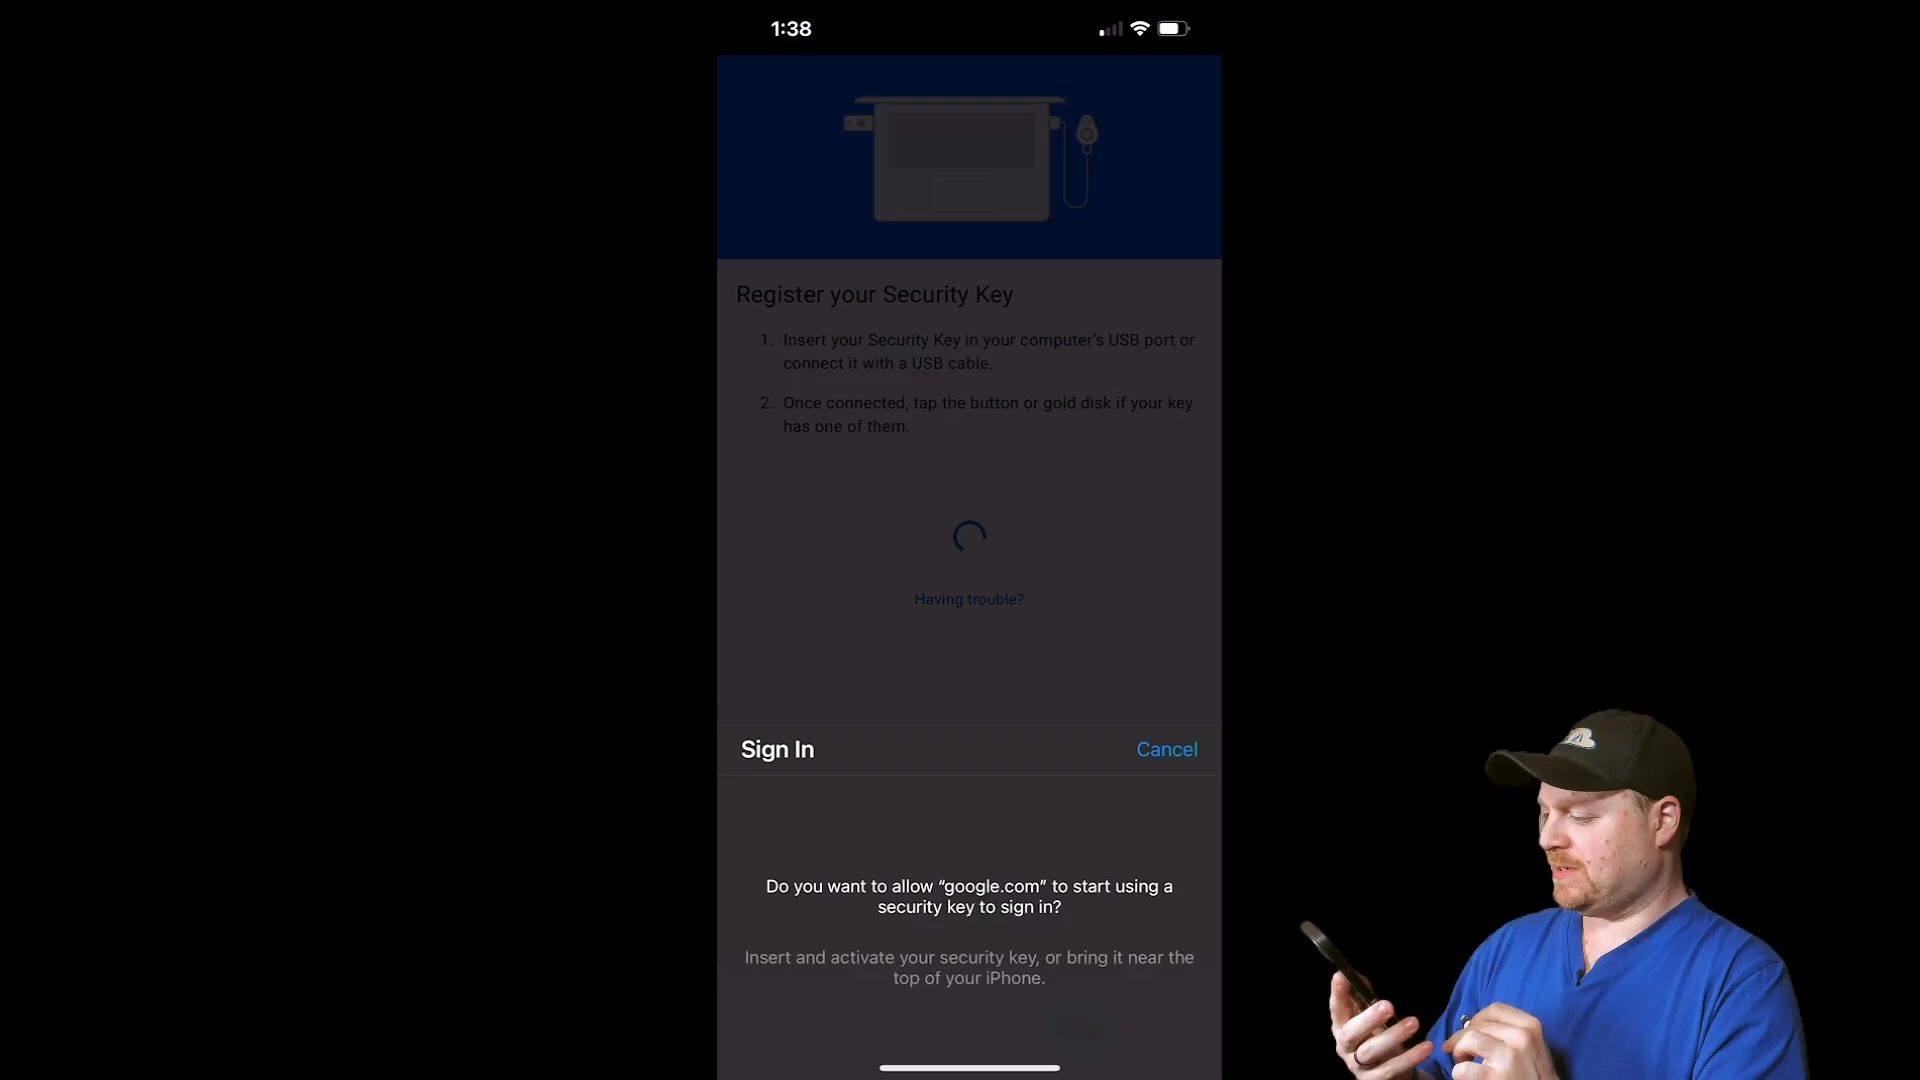 1:38
Register your Security Key
1. Insert your Security Key in your computer's USB port or
connect it with a USB cable.
2. Once connected, tap the button or gold disk if your key
has one of them.
Having trouble?
Sign In
Cancel
Do you want to allow “google.com” to start using a
security key to sign in?
Insert and activate your security key, or bring it near the
top of your iPhone.